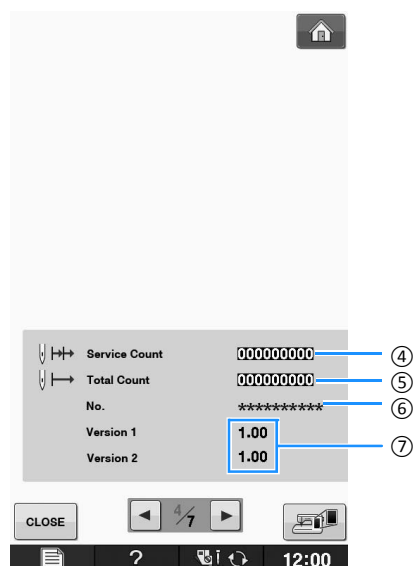 Service Count 000000000 ④
Total Count 000000000 ⑤
No. ********** ⑥
Version 1 1.00 ⑦
Version 2 1.00
CLOSE 4/7
? 12:00